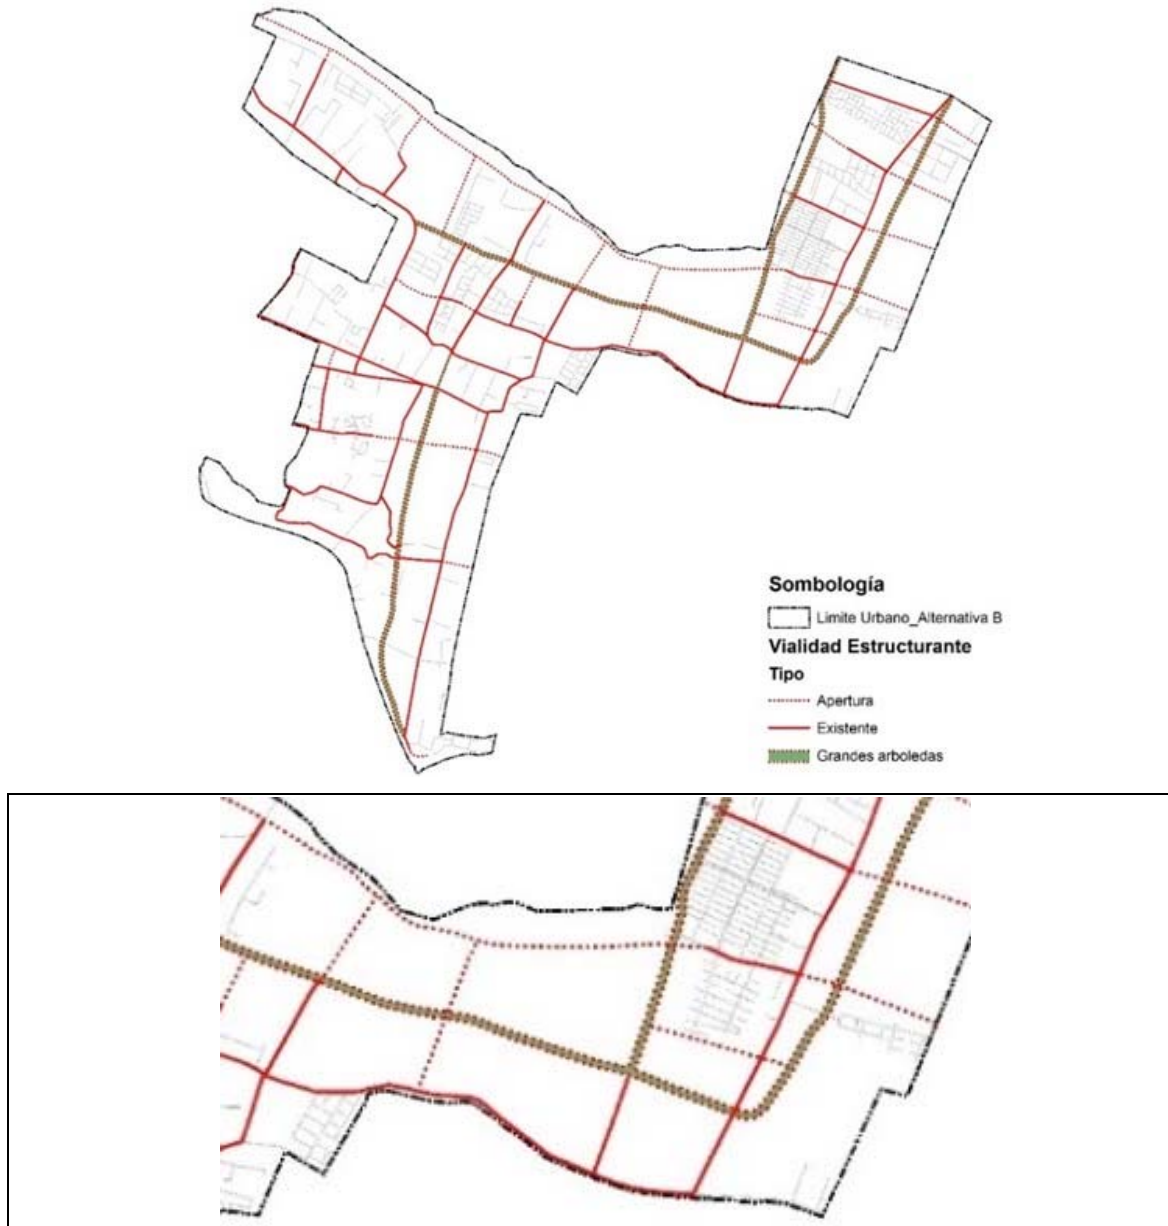 Sombología
Limite Urbano_Alternativa B
Vialidad Estructurante
Tipo
Apertura
Existente
Grandes arboledas